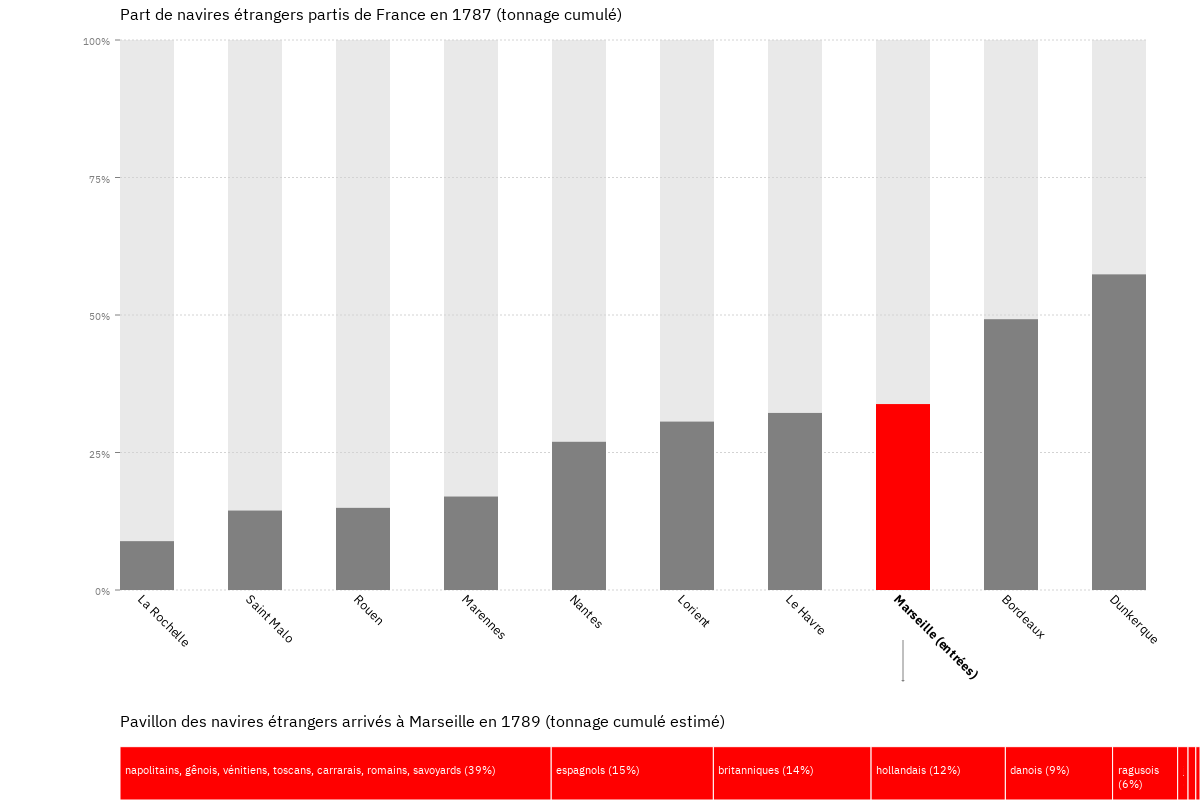 Part de navires étrangers partis de France en 1787 (tonnage cumulé)
100%
75%
50%
25%
0%
La Rochelle
Saint Malo
Rouen
Marennes
Nantes
Lorient
Le Havre
Marseille (entrées)
Bordeaux
Dunkerque
Pavillon des navires étrangers arrivés à Marseille en 1789 (tonnage cumulé estimé)
napolitains, gênois, vénitiens, toscans, carrarais, romains, savoyards (39%)
espagnols (15%)
britanniques (14%)
hollandais (12%)
danois (9%)
ragusois
(6%)